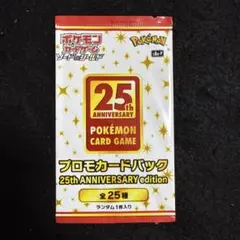 ポケモン
カードゲーム
ソード&シールド
Pokémon
s8a-P
25th
ANNIVERSARY
POKÉMON
CARD GAME
プロモカードパック
25th ANNIVERSARY edition
全25種
ランダム1枚入り